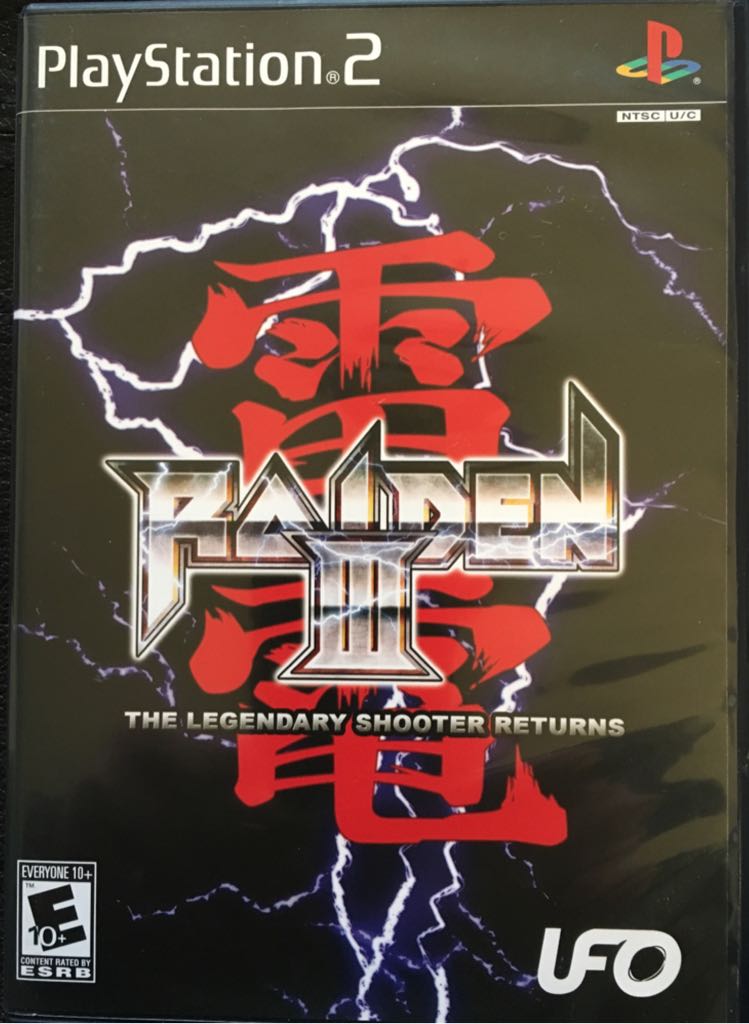 PlayStation®2
®
NTSC U/C
雷電
RAIDEN
III
THE LEGENDARY SHOOTER RETURNS
EVERYONE 10+
™
E
10+
CONTENT RATED BY
ESRB
UFO